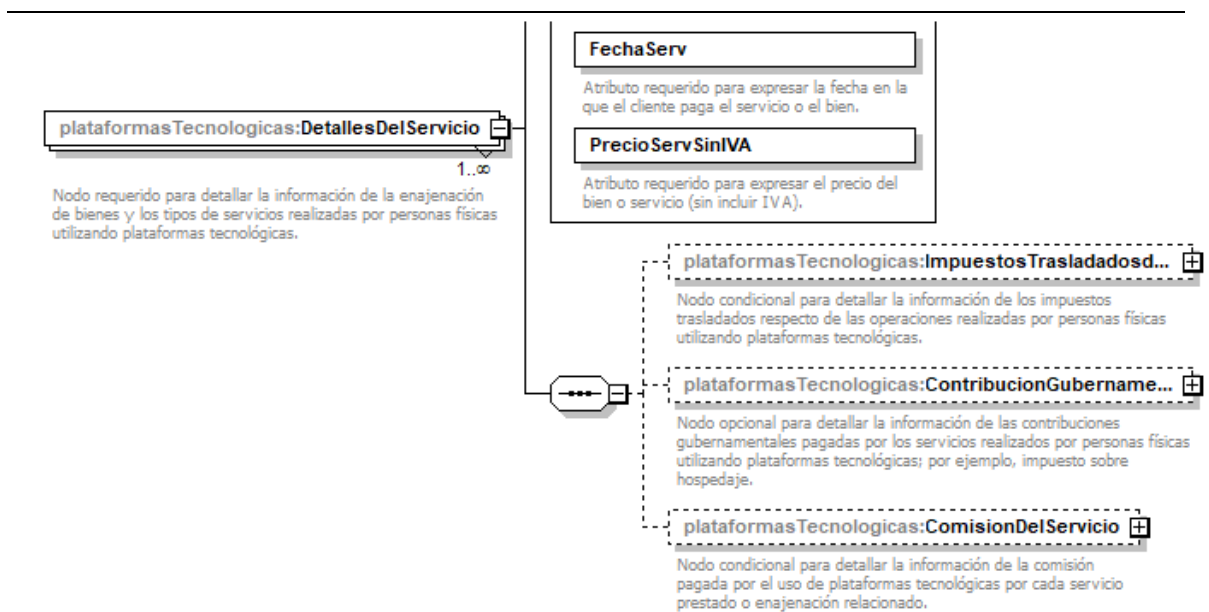 FechaServ
Atributo requerido para expresar la fecha en la
que el cliente paga el servicio o el bien.
plataformasTecnologicas:DetallesDelServicio
1..∞
Nodo requerido para detallar la información de la enajenación
de bienes y los tipos de servicios realizadas por personas físicas
utilizando plataformas tecnológicas.
PrecioServSinIVA
Atributo requerido para expresar el precio del
bien o servicio (sin incluir IVA).
plataformasTecnologicas:ImpuestosTrasladadosd...
Nodo condicional para detallar la información de los impuestos
trasladados respecto de las operaciones realizadas por personas físicas
utilizando plataformas tecnológicas.
plataformasTecnologicas:ContribucionGubername...
Nodo opcional para detallar la información de las contribuciones
gubernamentales pagadas por los servicios realizados por personas físicas
utilizando plataformas tecnológicas; por ejemplo, impuesto sobre
hospedaje.
plataformasTecnologicas:ComisionDelServicio
Nodo condicional para detallar la información de la comisión
pagada por el uso de plataformas tecnológicas por cada servicio
prestado o enajenación relacionado.